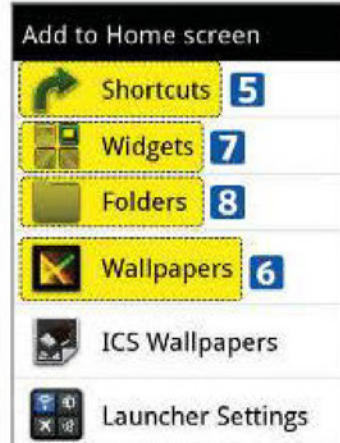 Add to Home screen
Shortcuts 5
Widgets 7
Folders 8
Wallpapers 6
ICS Wallpapers
Launcher Settings